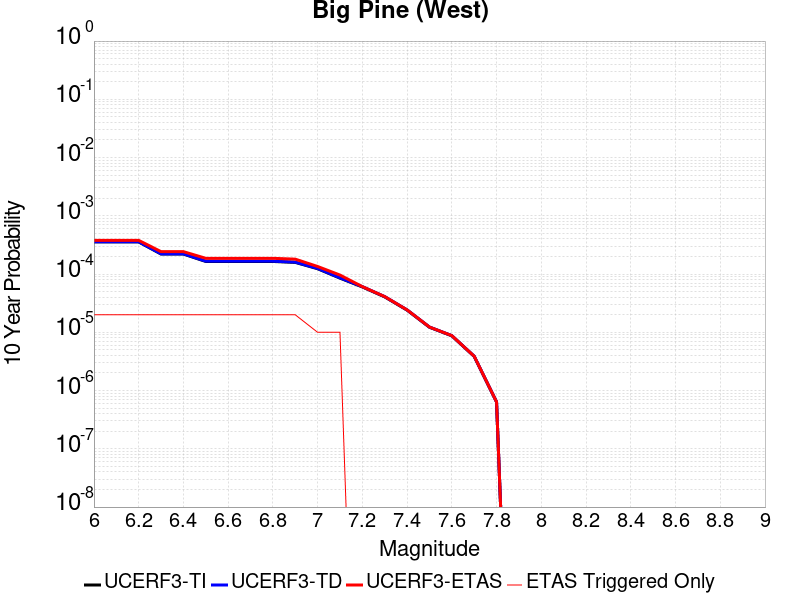 Big Pine (West)
10 0
10 -1
10 -2
10 -3
10 -4
10 -5
10 -6
10 -7
10 -8
10 Year Probability
6 6.2 6.4 6.6 6.8 7 7.2 7.4 7.6 7.8 8 8.2 8.4 8.6 8.8 9
Magnitude
UCERF3-TI UCERF3-TD UCERF3-ETAS ETAS Triggered Only